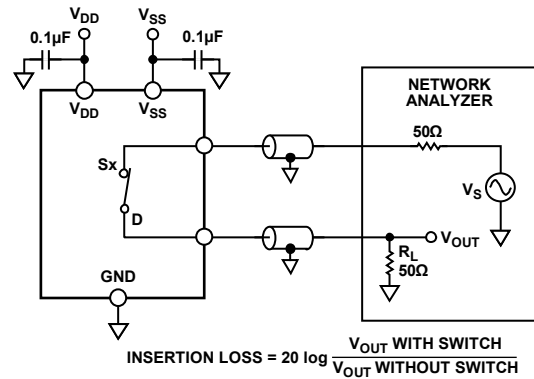 VDD VSS
0.1µF 0.1µF
VDD VSS
NETWORK
ANALYZER
50Ω
Sx
VS
D
VOUT
RL
50Ω
GND
INSERTION LOSS = 20 log VOUT WITH SWITCH
VOUT WITHOUT SWITCH